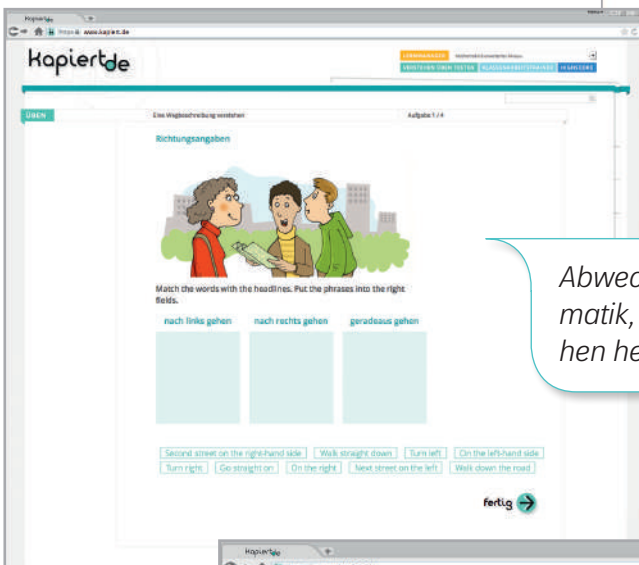 Kapiert.de
https:// www.kapiert.de
Kapiert.de
VERSTEHEN ÜBEN TESTEN KLASSENARBEITSTRAINER
ÜBEN
Eine Wegbeschreibung verstehen
Aufgabe 1 / 4
Richtungsangaben
Match the words with the headlines. Put the phrases into the right
fields.
nach links gehen nach rechts gehen geradeaus gehen
Second street on the right-hand side Walk straight down Turn left On the left-hand side
Turn right Go straight on On the right Next street on the left Walk down the road
fertig
Abwec
matik,
hen he
Kapiert.de